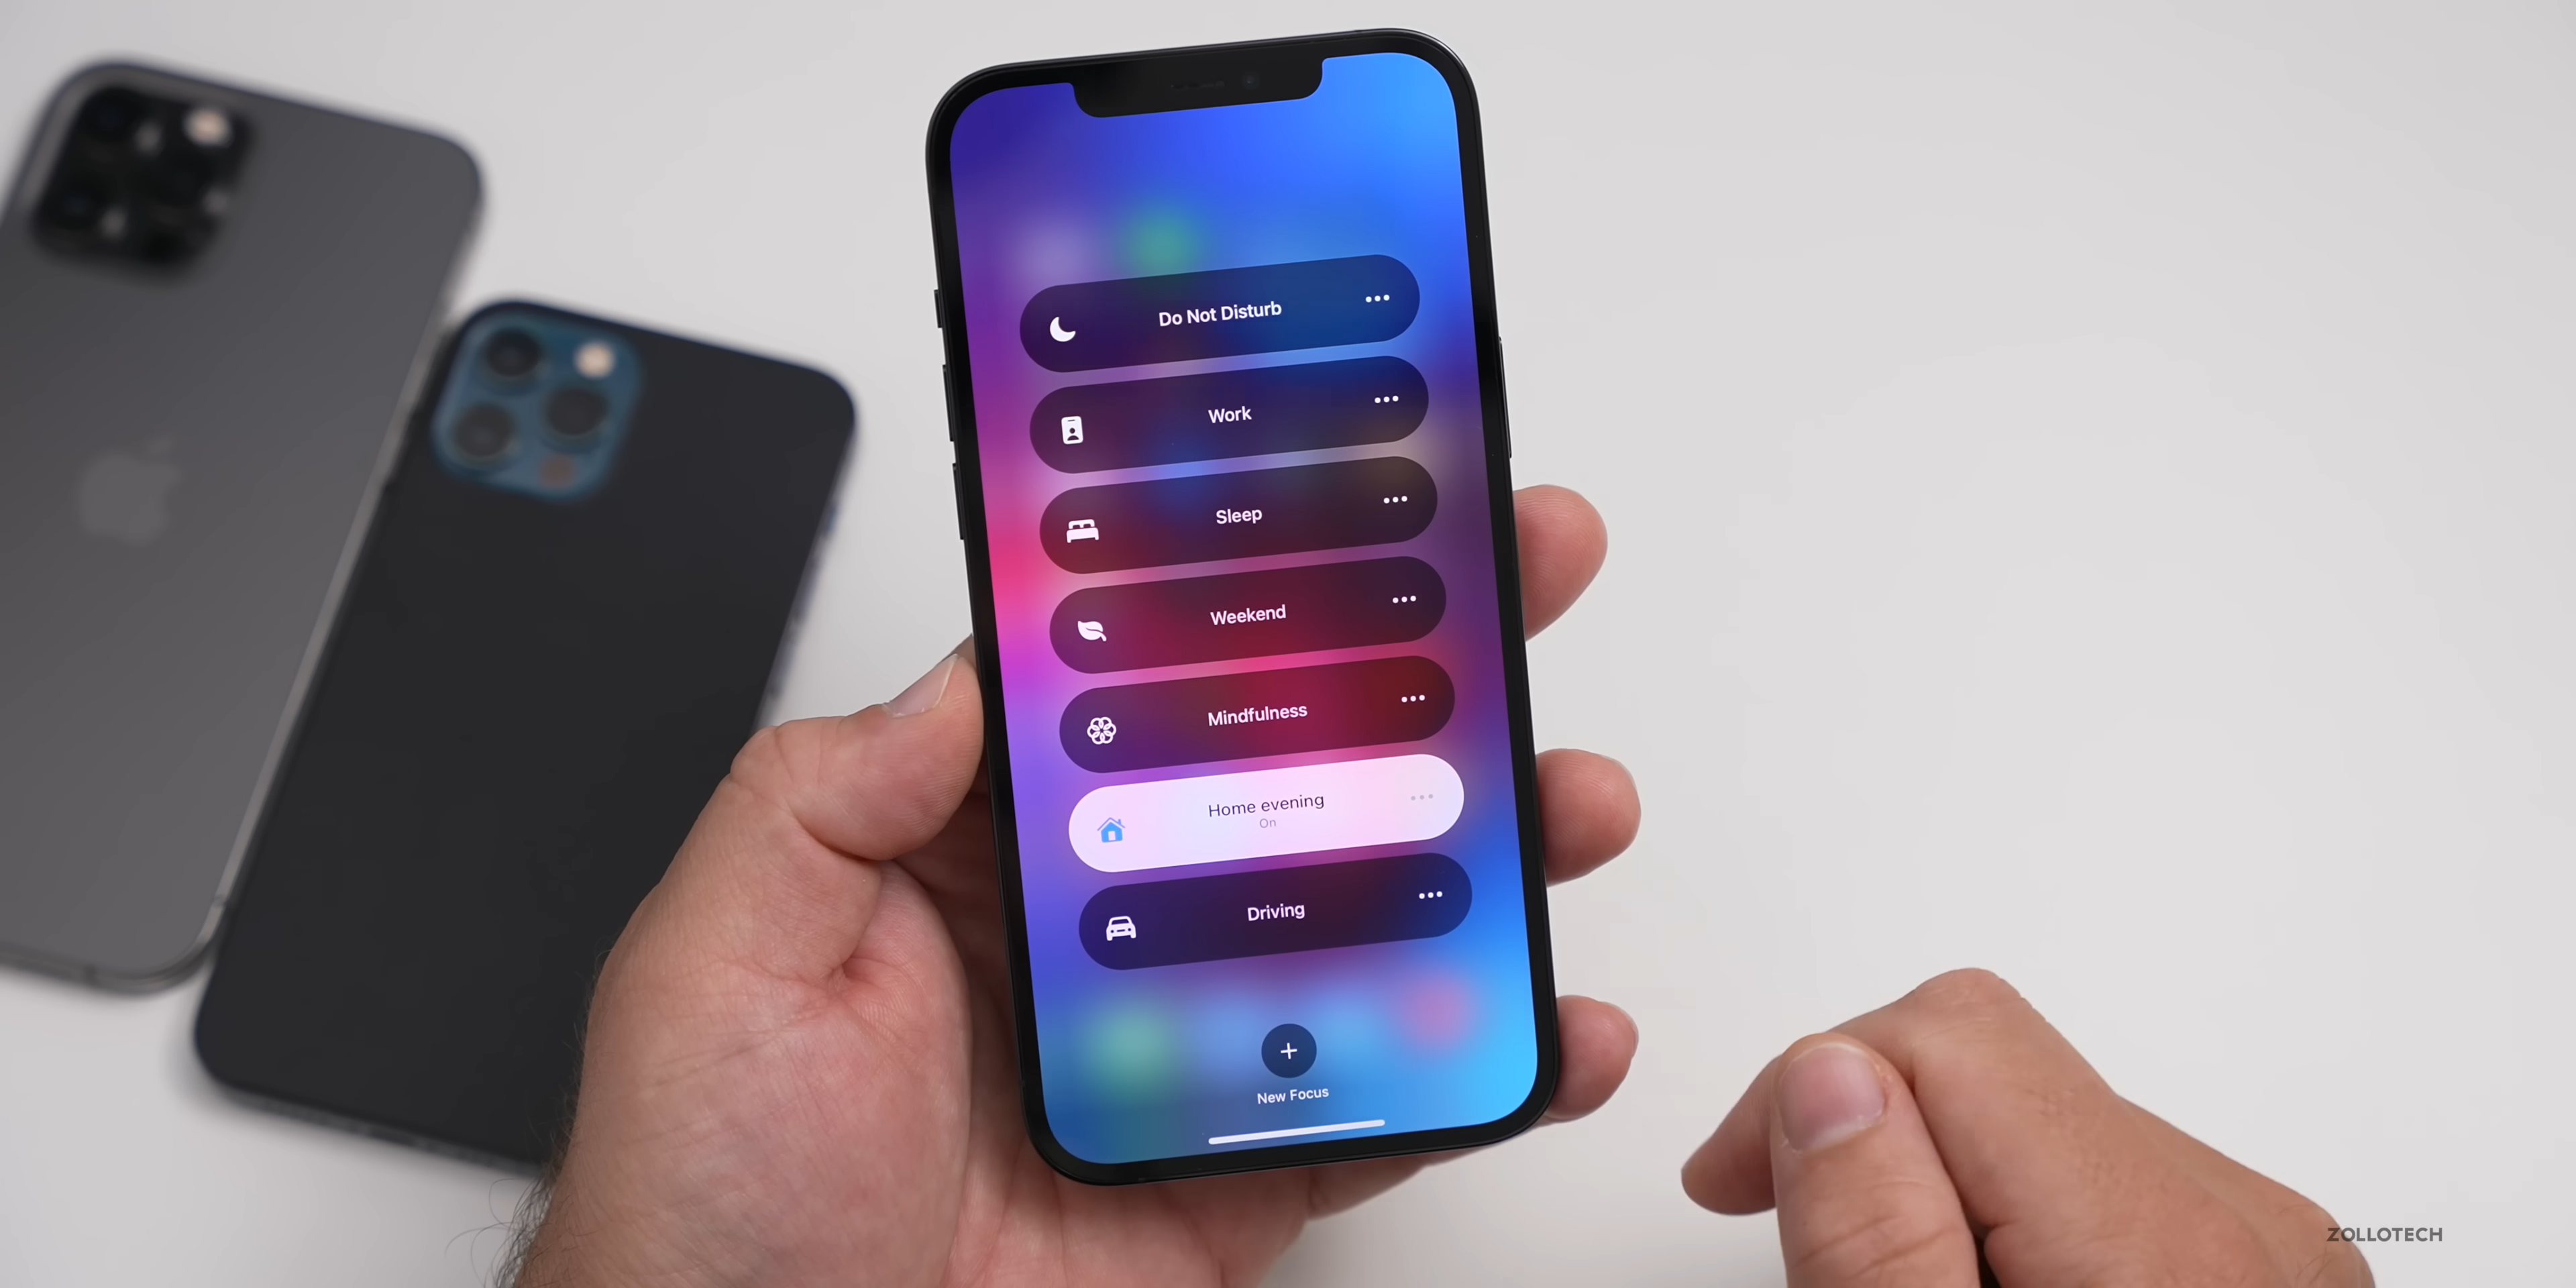 Do Not Disturb
Work
Sleep
Weekend
Mindfulness
Home evening
On
Driving
New Focus
ZOLLOTECH